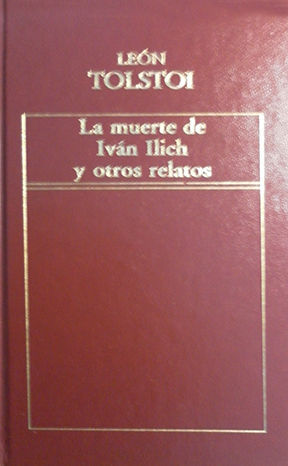 LEÓN
TOLSTOI
La muerte de
Iván Ilich
y otros relatos